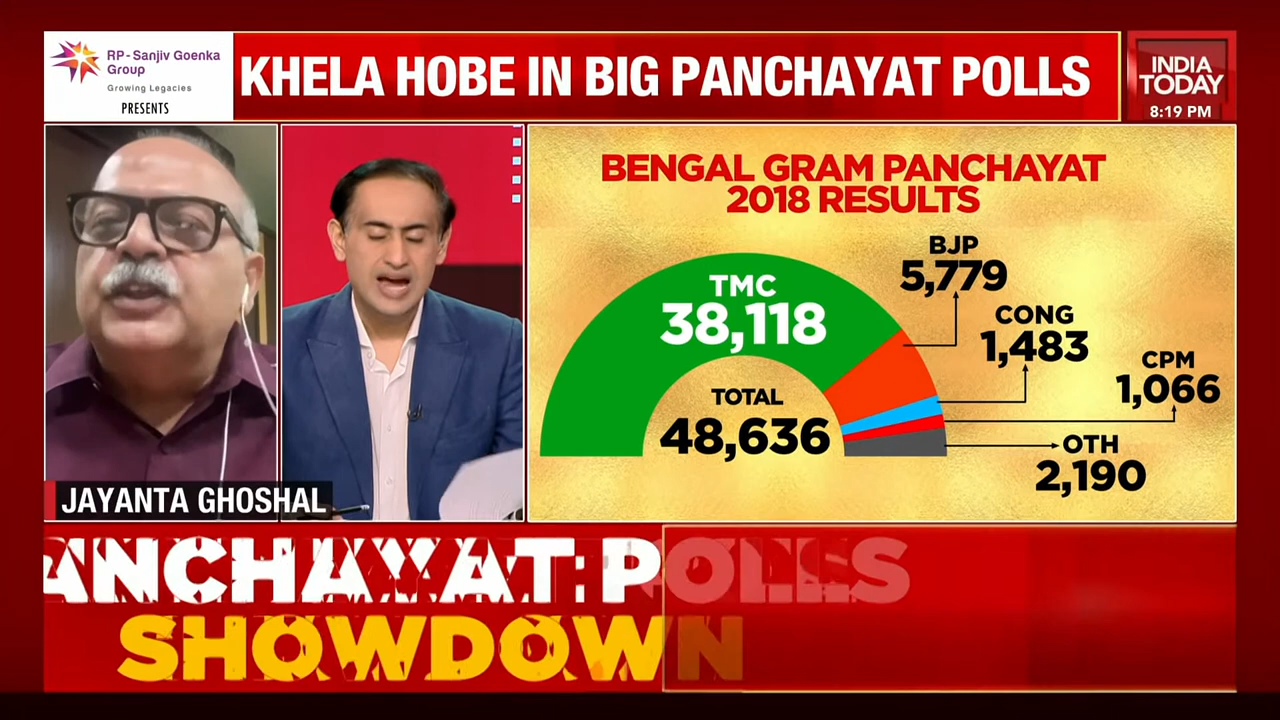 RP-Sanjiv Goenka
Group
Growing Legacies
PRESENTS
KHELA HOBE IN BIG PANCHAYAT POLLS
INDIA
TODAY
8:19 PM
BENGAL GRAM PANCHAYAT
2018 RESULTS
TMC
38,118
BJP
5,779
CONG
1,483
CPM
1,066
OTH
2,190
TOTAL
48,636
JAYANTA GHOSHAL
ANCHAYAT: POLLS
SHOWDOWN